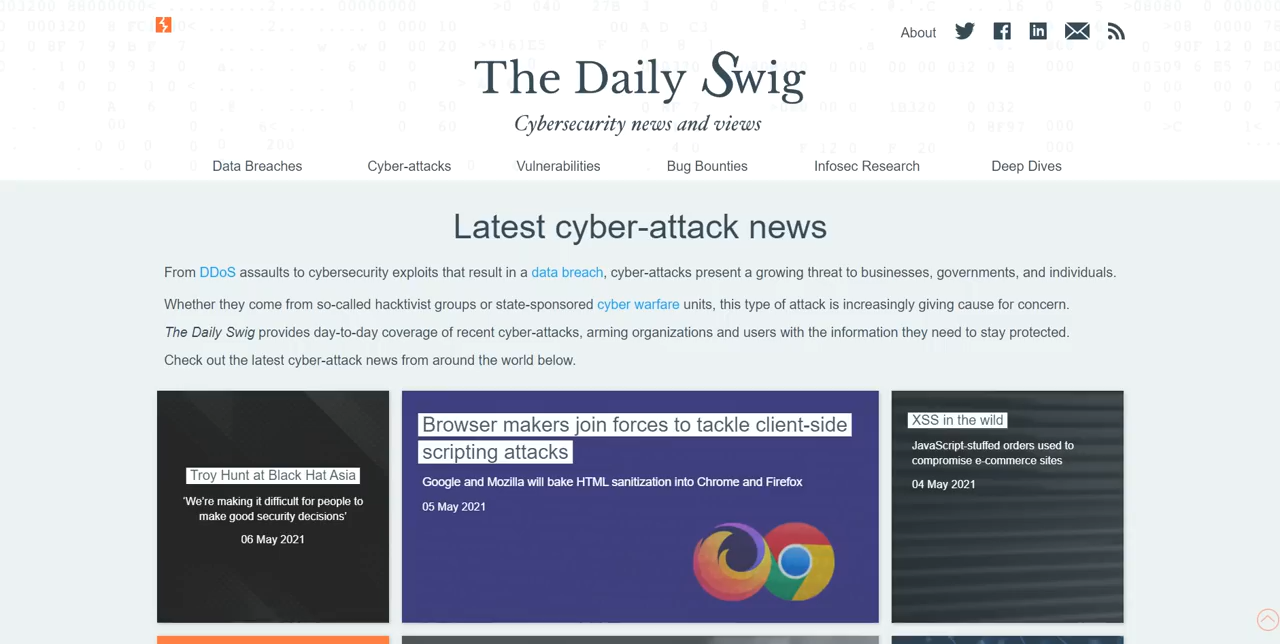 About
The Daily Swig
Cybersecurity news and views
Data Breaches Cyber-attacks Vulnerabilities Bug Bounties Infosec Research Deep Dives
Latest cyber-attack news
From DDoS assaults to cybersecurity exploits that result in a data breach, cyber-attacks present a growing threat to businesses, governments, and individuals.
Whether they come from so-called hacktivist groups or state-sponsored cyber warfare units, this type of attack is increasingly giving cause for concern.
The Daily Swig provides day-to-day coverage of recent cyber-attacks, arming organizations and users with the information they need to stay protected.
Check out the latest cyber-attack news from around the world below.
Troy Hunt at Black Hat Asia
'We're making it difficult for people to
make good security decisions'
06 May 2021
Browser makers join forces to tackle client-side
scripting attacks
Google and Mozilla will bake HTML sanitization into Chrome and Firefox
05 May 2021
XSS in the wild
JavaScript-stuffed orders used to
compromise e-commerce sites
04 May 2021